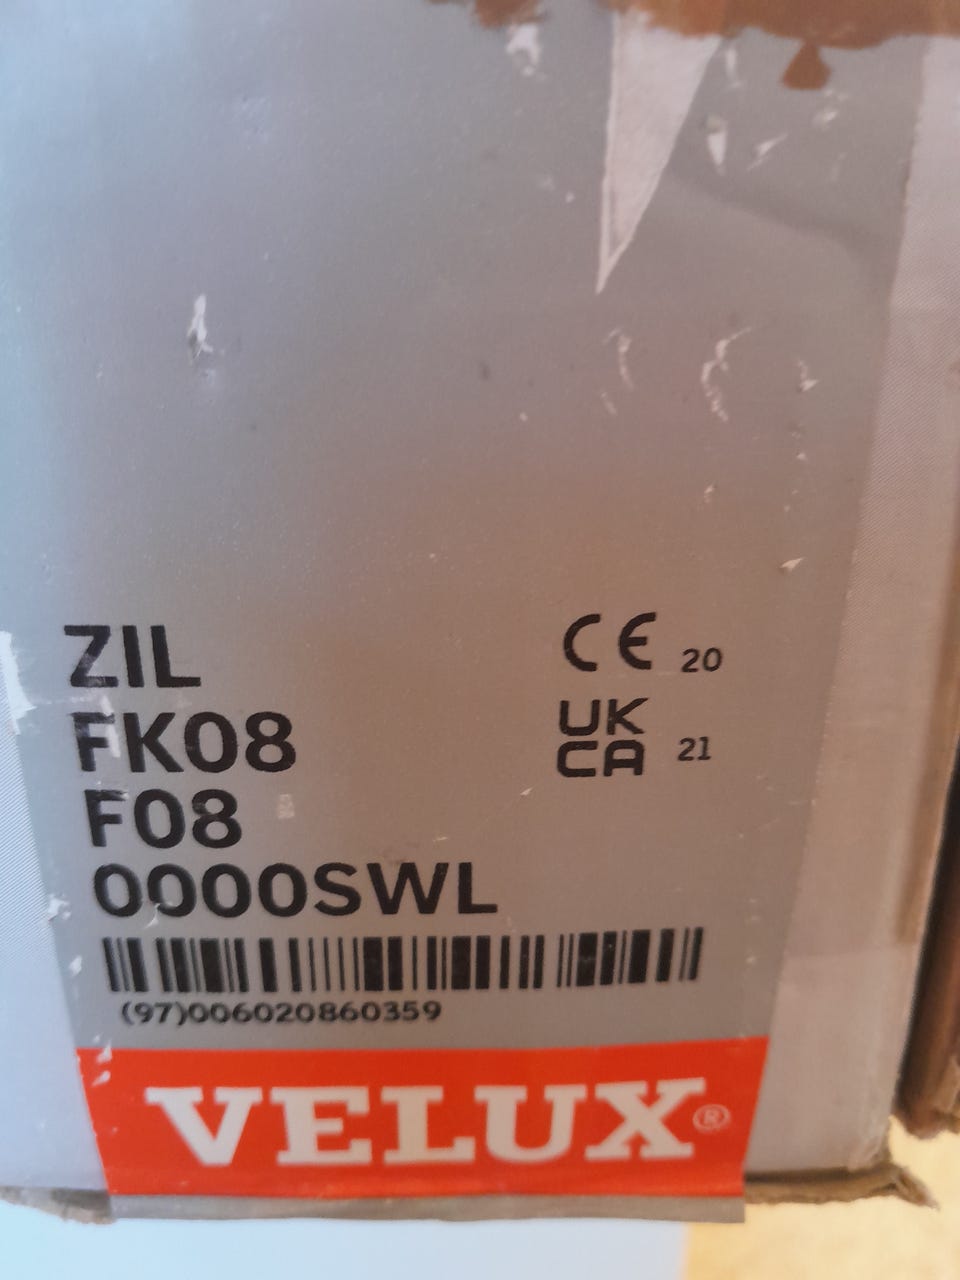 ZIL
CE 20
FK08
UK
CA 21
F08
0000SWL
(97)006020860359
VELUX®